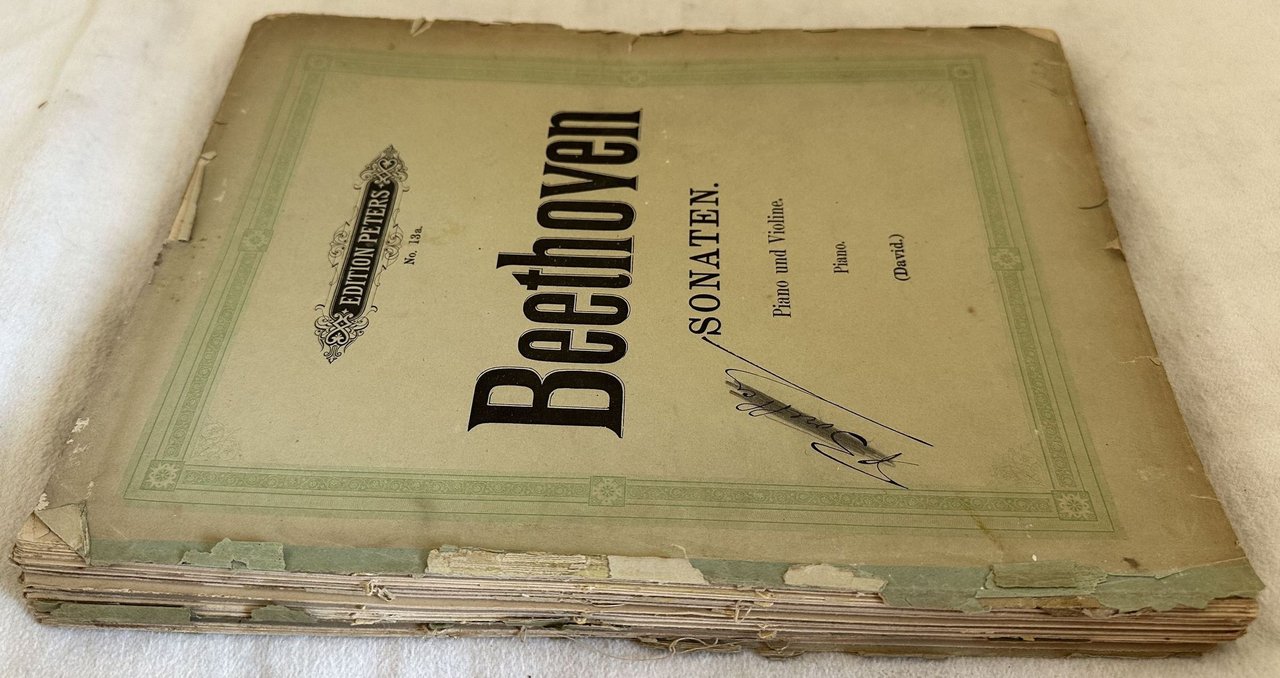 EDITION PETERS
No. 13a.
Beethoven
SONATEN.
Piano und Violine.
Piano.
(David.)